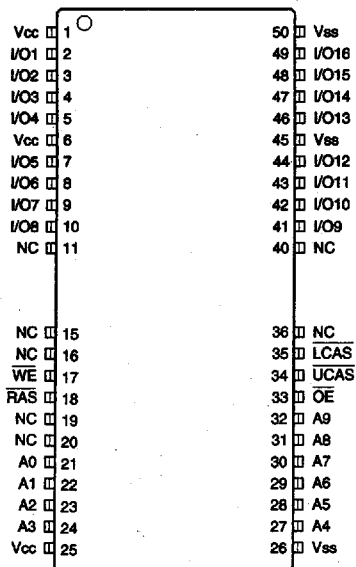 Vcc 1 50 Vss
I/O1 2 49 I/O16
I/O2 3 48 I/O15
I/O3 4 47 I/O14
I/O4 5 46 I/O13
Vcc 6 45 Vss
I/O5 7 44 I/O12
I/O6 8 43 I/O11
I/O7 9 42 I/O10
I/O8 10 41 I/O9
NC 11 40 NC
NC 15 36 NC
NC 16 35 LCAS
WE 17 34 UCAS
RAS 18 33 OE
NC 19 32 A9
NC 20 31 A8
A0 21 30 A7
A1 22 29 A6
A2 23 28 A5
A3 24 27 A4
Vcc 25 26 Vss